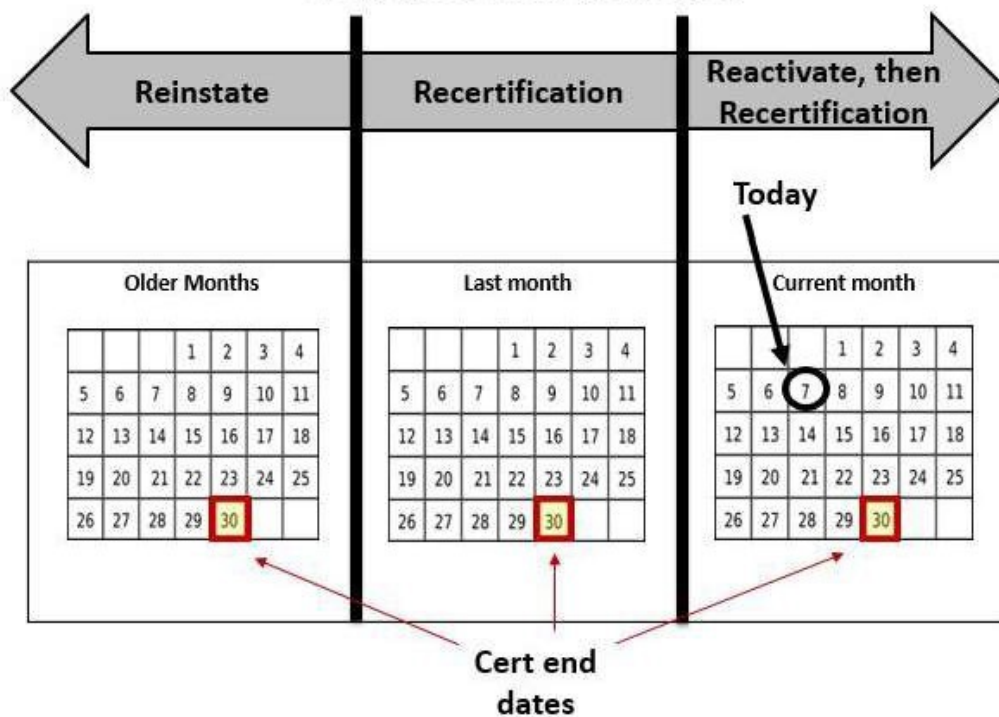 Reinstate
Recertification
Reactivate, then
Recertification
Today
Older Months
Last month
Current month
1 2 3 4
5 6 7 8 9 10 11
12 13 14 15 16 17 18
19 20 21 22 23 24 25
26 27 28 29 30
1 2 3 4
5 6 7 8 9 10 11
12 13 14 15 16 17 18
19 20 21 22 23 24 25
26 27 28 29 30
1 2 3 4
5 6 7 8 9 10 11
12 13 14 15 16 17 18
19 20 21 22 23 24 25
26 27 28 29 30
Cert end
dates